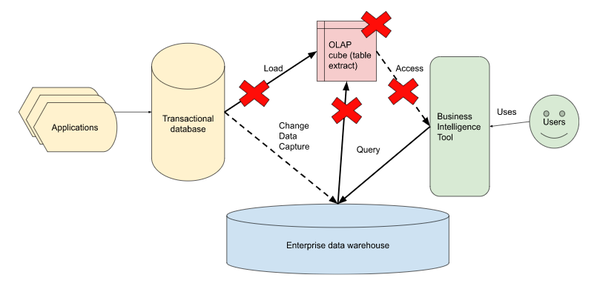 OLAP
cube (table
extract)
Load
Access
Applications
Transactional
database
Change
Data
Capture
Query
Business
Intelligence
Tool
Uses
Users
Enterprise data warehouse